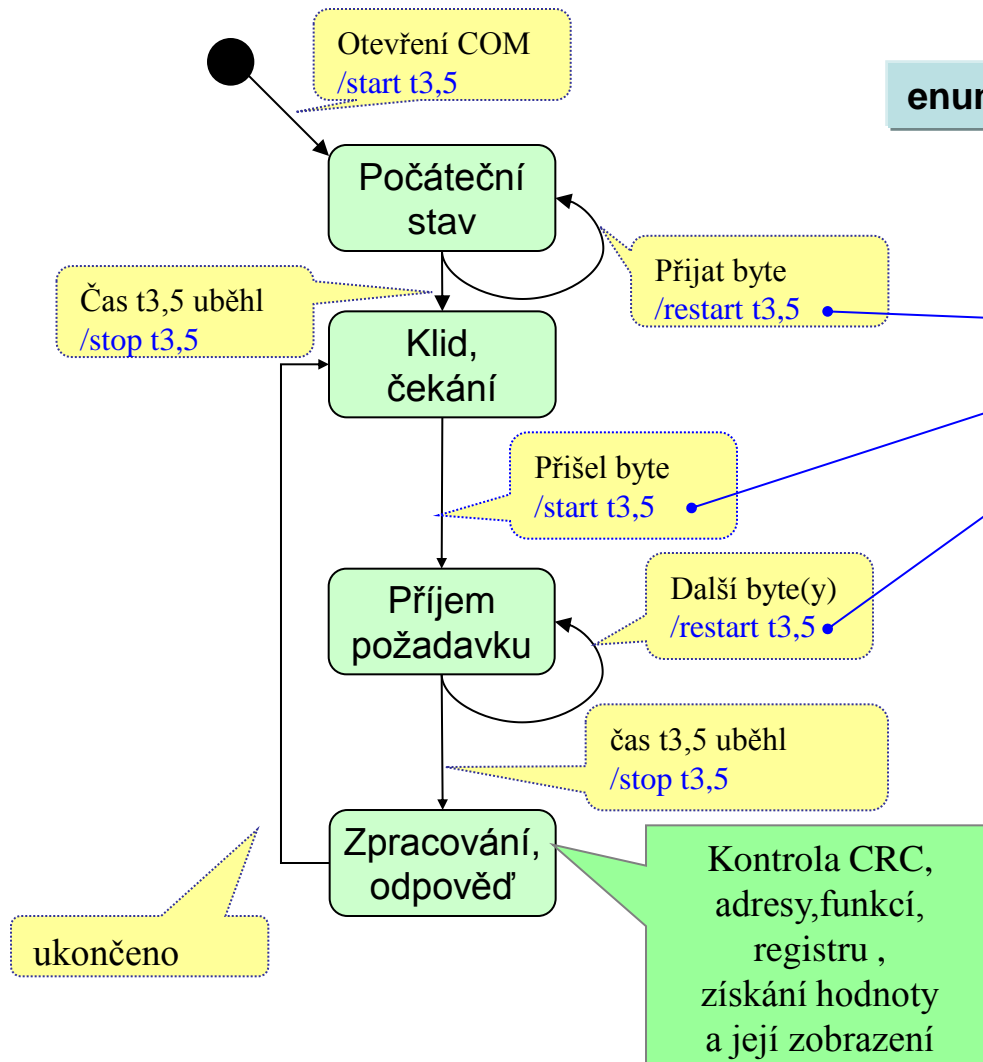 Otevření COM
/start t3,5
enum
Počáteční
stav
Přijat byte
/restart t3,5
Čas t3,5 uběhl
/stop t3,5
Klid,
čekání
Přišel byte
/start t3,5
Příjem
požadavku
Další byte(y)
/restart t3,5
čas t3,5 uběhl
/stop t3,5
Zpracování,
odpověď
Kontrola CRC,
adresy,funkcí,
registru ,
získání hodnoty
a její zobrazení
ukončeno